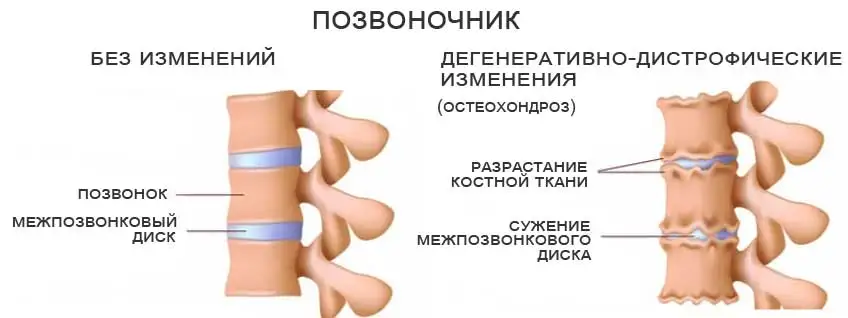 ПОЗВОНОЧНИК
БЕЗ ИЗМЕНЕНИЙ
ПОЗВОНОК
МЕЖПОЗВОНКОВЫЙ
ДИСК
ДЕГЕНЕРАТИВНО-ДИСТРОФИЧЕСКИЕ
ИЗМЕНЕНИЯ
(ОСТЕОХОНДРОЗ)
РАЗРАСТАНИЕ
КОСТНОЙ ТКАНИ
СУЖЕНИЕ
МЕЖПОЗВОНКОВОГО
ДИСКА